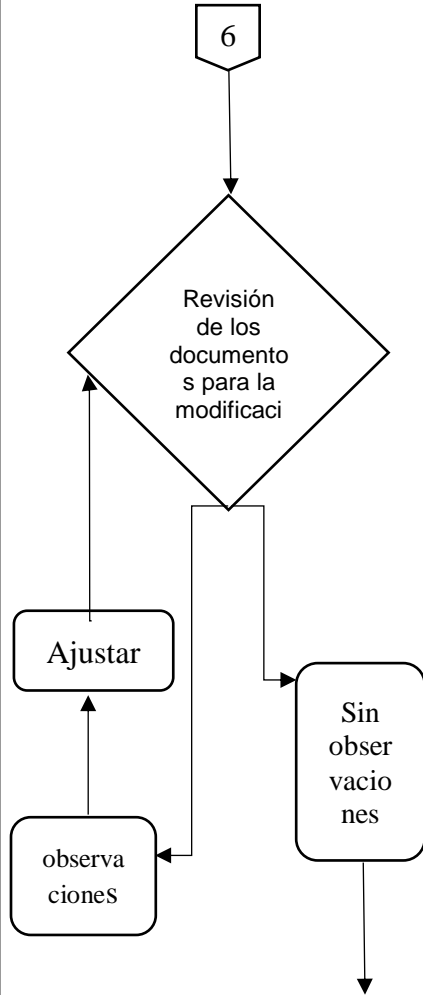 6
Revisión
de los
documento
s para la
modificaci
Ajustar
Sin
obser
vacio
nes
observa
ciones